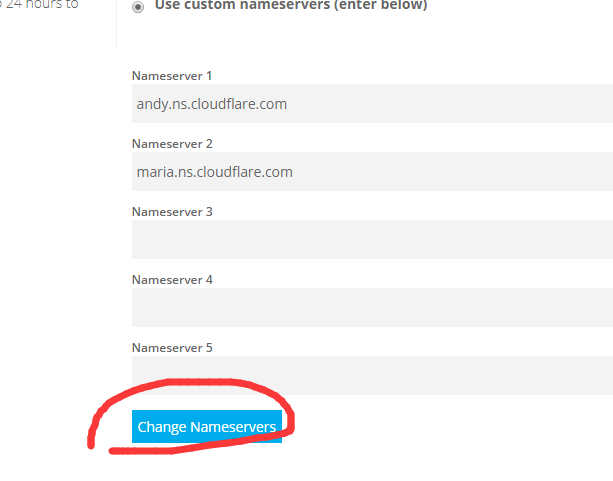 24 hours to
Use custom nameservers (enter below)
Nameserver 1
andy.ns.cloudflare.com
Nameserver 2
maria.ns.cloudflare.com
Nameserver 3
Nameserver 4
Nameserver 5
Change Nameservers